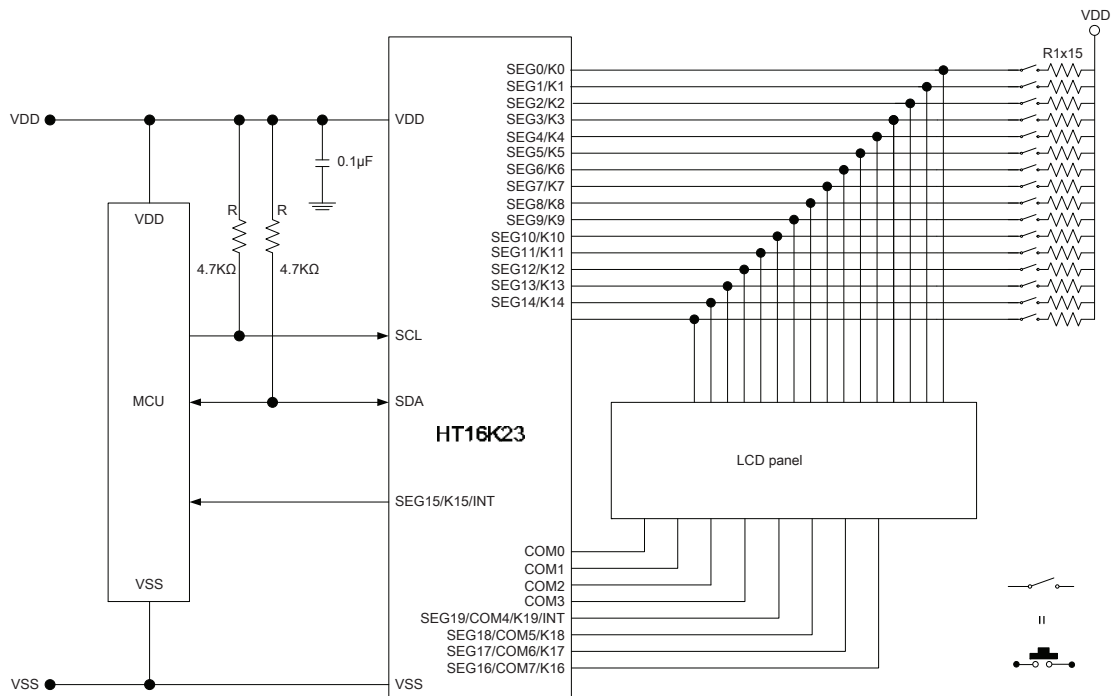 VDD
R1x15
SEG0/K0
SEG1/K1
SEG2/K2
SEG3/K3
SEG4/K4
SEG5/K5
SEG6/K6
SEG7/K7
SEG8/K8
SEG9/K9
SEG10/K10
SEG11/K11
SEG12/K12
SEG13/K13
SEG14/K14
VDD
VDD
0.1µF
VDD
R
R
4.7KΩ
4.7KΩ
SCL
MCU
SDA
HT16K23
LCD panel
SEG15/K15/INT
COM0
COM1
COM2
COM3
SEG19/COM4/K19/INT
SEG18/COM5/K18
SEG17/COM6/K17
SEG16/COM7/K16
VSS
VSS
VSS
=